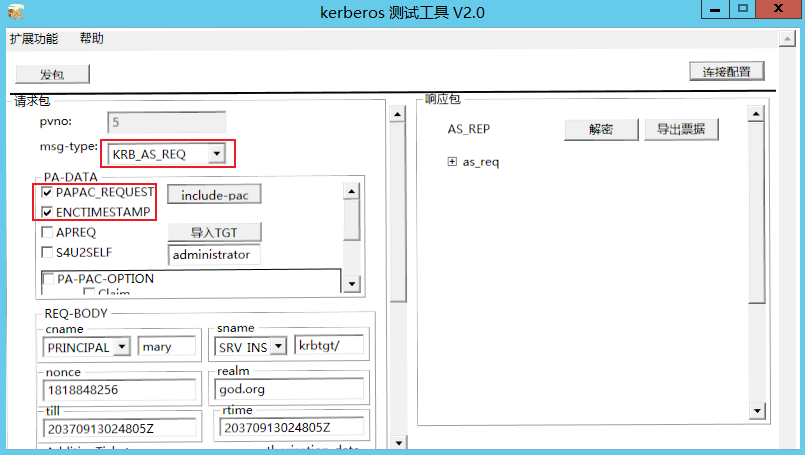 kerberos 测试工具 V2.0
扩展功能 帮助
发包 连接配置
请求包
pvno: 5
msg-type: KRB_AS_REQ
PA-DATA
PAPAC_REQUEST include-pac
ENCTIMESTAMP
APREQ 导入TGT
S4U2SELF administrator
PA-PAC-OPTION
Claim
REQ-BODY
cname sname
PRINCIPAL mary SRV_INS krbtgt/
nonce realm
1818848256 god.org
till rtime
20370913024805Z 20370913024805Z
响应包
AS_REP 解密 导出票据
as_req